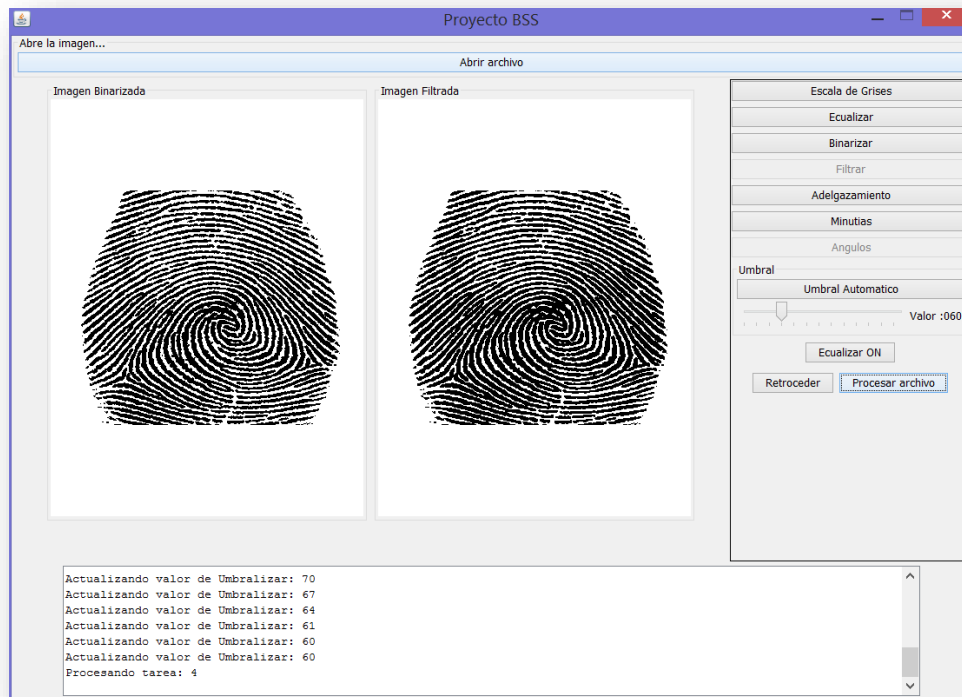 Proyecto BSS
Abre la imagen...
Abrir archivo
Imagen Binarizada
Imagen Filtrada
Escala de Grises
Ecualizar
Binarizar
Filtrar
Adelgazamiento
Minutias
Angulos
Umbral
Umbral Automatico
Valor :060
Ecualizar ON
Retroceder Procesar archivo
Actualizando valor de Umbralizar: 70
Actualizando valor de Umbralizar: 67
Actualizando valor de Umbralizar: 64
Actualizando valor de Umbralizar: 61
Actualizando valor de Umbralizar: 60
Actualizando valor de Umbralizar: 60
Procesando tarea: 4